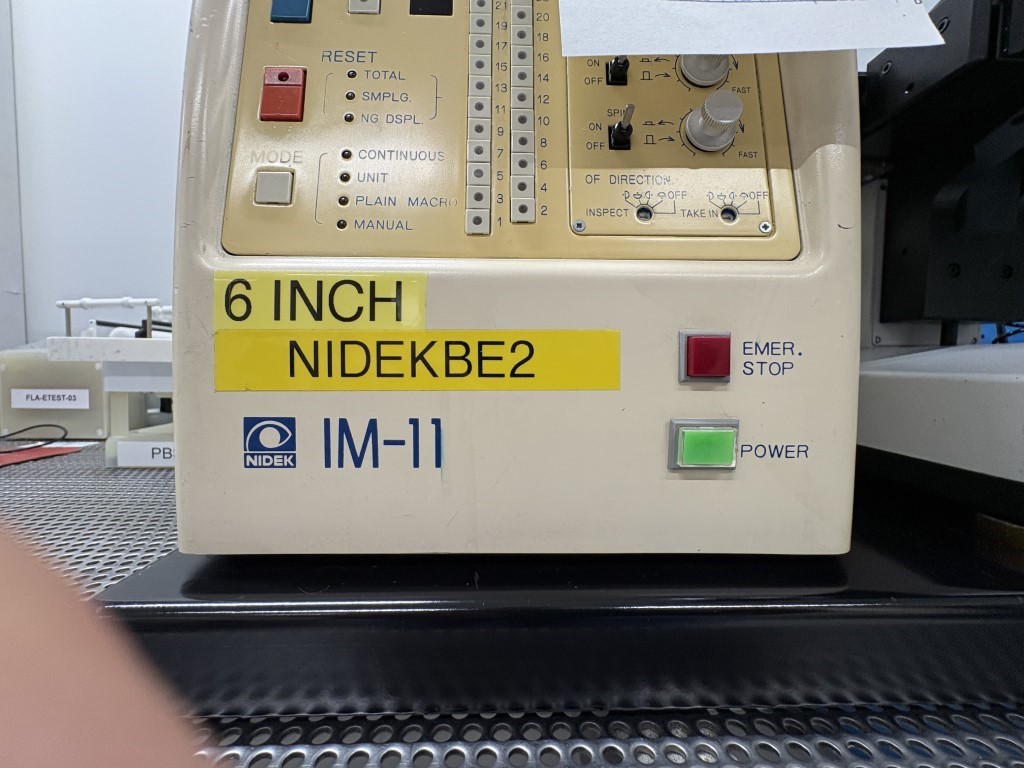 RESET
TOTAL
SMPLG.
NG DSPL.
MODE
CONTINUOUS
UNIT
PLAIN MACRO
MANUAL
21
19
17
15
13
11
9
7
5
3
1
20
18
16
14
12
10
8
6
4
2
ON
OFF
FAST
SPIN
ON
OFF
FAST
OF DIRECTION
OFF
OFF
INSPECT
TAKE IN
6 INCH
NIDEKBE2
EMER.
STOP
NIDEK
IM-11
POWER
FLA-ETEST-03